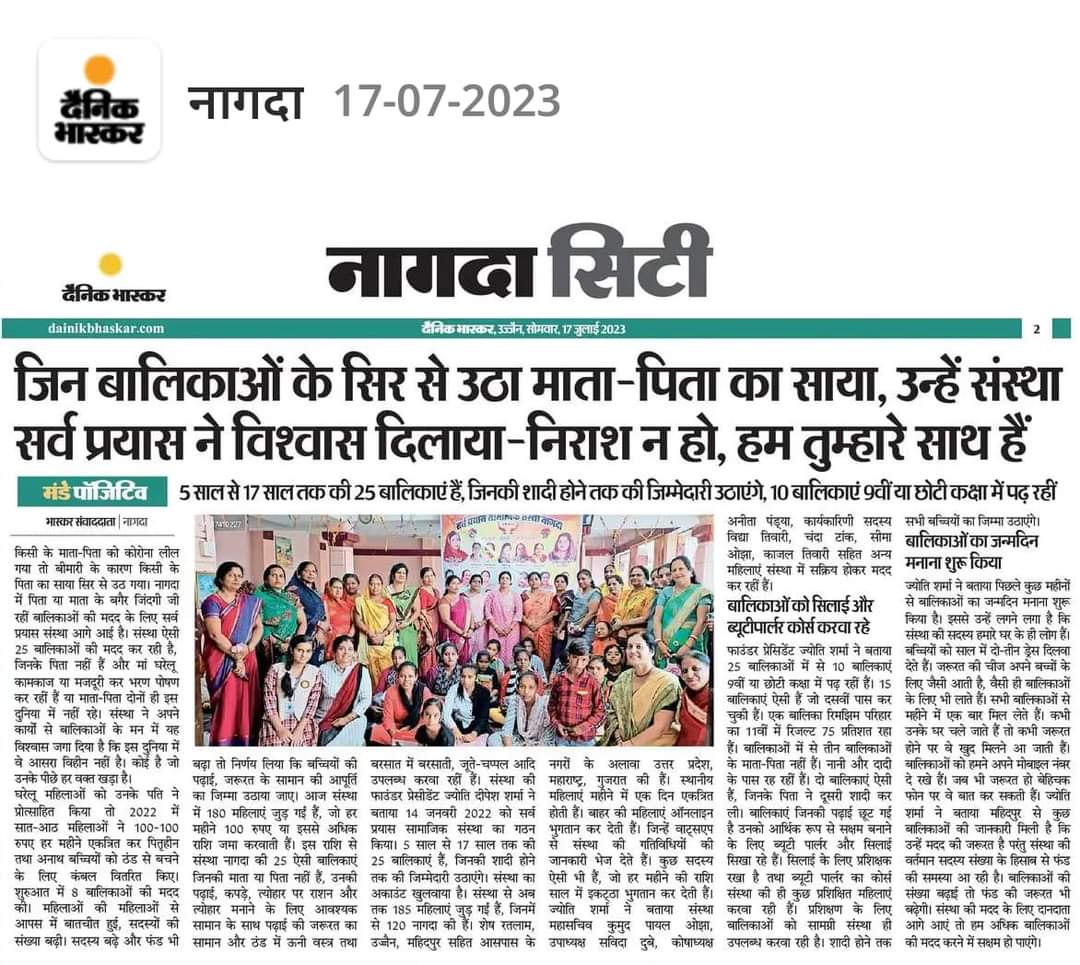 दैनिक
भास्कर
नागदा 17-07-2023
दैनिक भास्कर
नागदा सिटी
dainikbhaskar.com
दैनिक भास्कर, उज्जैन, सोमवार, 17 जुलाई 2023
2
जिन बालिकाओं के सिर से उठा माता-पिता का साया, उन्हें संस्था
सर्व प्रयास ने विश्वास दिलाया-निराश न हो, हम तुम्हारे साथ हैं
मंडे पॉजिटिव
5 साल से 17 साल तक की 25 बालिकाएं हैं, जिनकी शादी होने तक की जिम्मेदारी उठाएंगे, 10 बालिकाएं 9वीं या छोटी कक्षा में पढ़ रहीं
भास्कर संवाददाता | नागदा
किसी के माता-पिता को कोरोना लील
गया तो बीमारी के कारण किसी के
पिता का साया सिर से उठ गया। नागदा
में पिता या माता के बगैर जिंदगी जी
रहीं बालिकाओं की मदद के लिए सर्व
प्रयास संस्था आगे आई है। संस्था ऐसी
25 बालिकाओं की मदद कर रही है,
जिनके पिता नहीं हैं और मां घरेलू
कामकाज या मजदूरी कर भरण पोषण
कर रहीं हैं या माता-पिता दोनों ही इस
दुनिया में नहीं रहे। संस्था ने अपने
कार्यो से बालिकाओं के मन में यह
विश्वास जगा दिया है कि इस दुनिया में
वे आसरा विहीन नहीं है। कोई है जो
उनके पीछे हर वक्त खड़ा है।
घरेलू महिलाओं को उनके पति ने
प्रोत्साहित किया तो 2022 में
सात-आठ महिलाओं ने 100-100
रुपए हर महीने एकत्रित कर पितृहीन
तथा अनाथ बच्चियों को ठंड से बचने
के लिए कंबल वितरित किए।
शुरुआत में 8 बालिकाओं की मदद
की। महिलाओं की महिलाओं से
आपस में बातचीत हुई, सदस्यों की
संख्या बढ़ी। सदस्य बढ़े और फंड भी
सर्व प्रयास सामाजिक संस्था नागदा
बढ़ा तो निर्णय लिया कि बच्चियों की
पढ़ाई, जरूरत के सामान की आपूर्ति
का जिम्मा उठाया जाए। आज संस्था
में 180 महिलाएं जुड़ गई हैं, जो हर
महीने 100 रुपए या इससे अधिक
राशि जमा करवाती हैं। इस राशि से
संस्था नागदा की 25 ऐसी बालिकाएं
जिनकी माता या पिता नहीं हैं, उनकी
पढ़ाई, कपड़े, त्योहार पर राशन और
त्योहार मनाने के लिए आवश्यक
सामान के साथ पढ़ाई की जरूरत का
सामान और ठंड में ऊनी वस्त्र तथा
बरसात में बरसाती, जूते-चप्पल आदि
उपलब्ध करवा रहीं हैं। संस्था की
फाउंडर प्रेसीडेंट ज्योति दीपेश शर्मा ने
बताया 14 जनवरी 2022 को सर्व
प्रयास सामाजिक संस्था का गठन
किया। 5 साल से 17 साल तक की
25 बालिकाएं हैं, जिनकी शादी होने
तक की जिम्मेदारी उठाएंगे। संस्था का
अकाउंट खुलवाया है। संस्था से अब
तक 185 महिलाएं जुड़ गई हैं, जिनमें
से 120 नागदा की हैं। शेष रतलाम,
उज्जैन, महिदपुर सहित आसपास के
नगरों के अलावा उत्तर प्रदेश,
महाराष्ट्र, गुजरात की हैं। स्थानीय
महिलाएं महीने में एक दिन एकत्रित
होती हैं। बाहर की महिलाएं ऑनलाइन
भुगतान कर देती हैं। जिन्हें वाट्सएप
से संस्था की गतिविधियों की
जानकारी भेज देते हैं। कुछ सदस्य
ऐसी भी हैं, जो हर महीने की राशि
साल में इकट्ठा भुगतान कर देती हैं।
ज्योति शर्मा ने बताया संस्था
महासचिव कुमुद पायल ओझा,
उपाध्यक्ष सविदा दुबे, कोषाध्यक्ष
अनीता पंड्या, कार्यकारिणी सदस्य
विद्या तिवारी, चंदा टांक, सीमा
ओझा, काजल तिवारी सहित अन्य
महिलाएं संस्था में सक्रिय होकर मदद
कर रहीं हैं।
बालिकाओं को सिलाई और
ब्यूटीपार्लर कोर्स करवा रहे
फाउंडर प्रेसिडेंट ज्योति शर्मा ने बताया
25 बालिकाओं में से 10 बालिकाएं
9वीं या छोटी कक्षा में पढ़ रहीं हैं। 15
बालिकाएं ऐसी हैं जो दसवीं पास कर
चुकी हैं। एक बालिका रिमझिम परिहार
का 11वीं में रिजल्ट 75 प्रतिशत रहा
हैं। बालिकाओं में से तीन बालिकाओं
के माता-पिता नहीं हैं। नानी और दादी
के पास रह रहीं हैं। दो बालिकाएं ऐसी
हैं, जिनके पिता ने दूसरी शादी कर
ली। बालिकाएं जिनकी पढ़ाई छूट गई
है उनको आर्थिक रूप से सक्षम बनाने
के लिए ब्यूटी पार्लर और सिलाई
सिखा रहे हैं। सिलाई के लिए प्रशिक्षक
रखा है तथा ब्यूटी पार्लर का कोर्स
संस्था की ही कुछ प्रशिक्षित महिलाएं
करवा रही हैं। प्रशिक्षण के लिए
बालिकाओं को सामग्री संस्था ही
उपलब्ध करवा रही है। शादी होने तक
सभी बच्चियों का जिम्मा उठाएंगे।
बालिकाओं का जन्मदिन
मनाना शुरू किया
ज्योति शर्मा ने बताया पिछले कुछ महीनों
से बालिकाओं का जन्मदिन मनाना शुरू
किया है। इससे उन्हें लगने लगा है कि
संस्था की सदस्य हमारे घर के ही लोग हैं।
बच्चियों को साल में दो-तीन ड्रेस दिलवा
देते हैं। जरूरत की चीज अपने बच्चों के
लिए जैसी आती है, वैसी ही बालिकाओं
के लिए भी लाते हैं। सभी बालिकाओं से
महीने में एक बार मिल लेते हैं। कभी
उनके घर चले जाते हैं तो कभी जरूरत
होने पर वे खुद मिलने आ जाती हैं।
बालिकाओं को हमने अपने मोबाइल नंबर
दे रखे हैं। जब भी जरूरत हो बेहिचक
फोन पर वे बात कर सकती हैं। ज्योति
शर्मा ने बताया महिदपुर से कुछ
बालिकाओं की जानकारी मिली है कि
उन्हें मदद की जरूरत है परंतु संस्था की
वर्तमान सदस्य संख्या के हिसाब से फंड
की समस्या आ रही है। बालिकाओं की
संख्या बढ़ाई तो फंड की जरूरत भी
बढ़ेगी। संस्था की मदद के लिए दानदाता
आगे आएं तो हम अधिक बालिकाओं
की मदद करने में सक्षम हो पाएंगे।